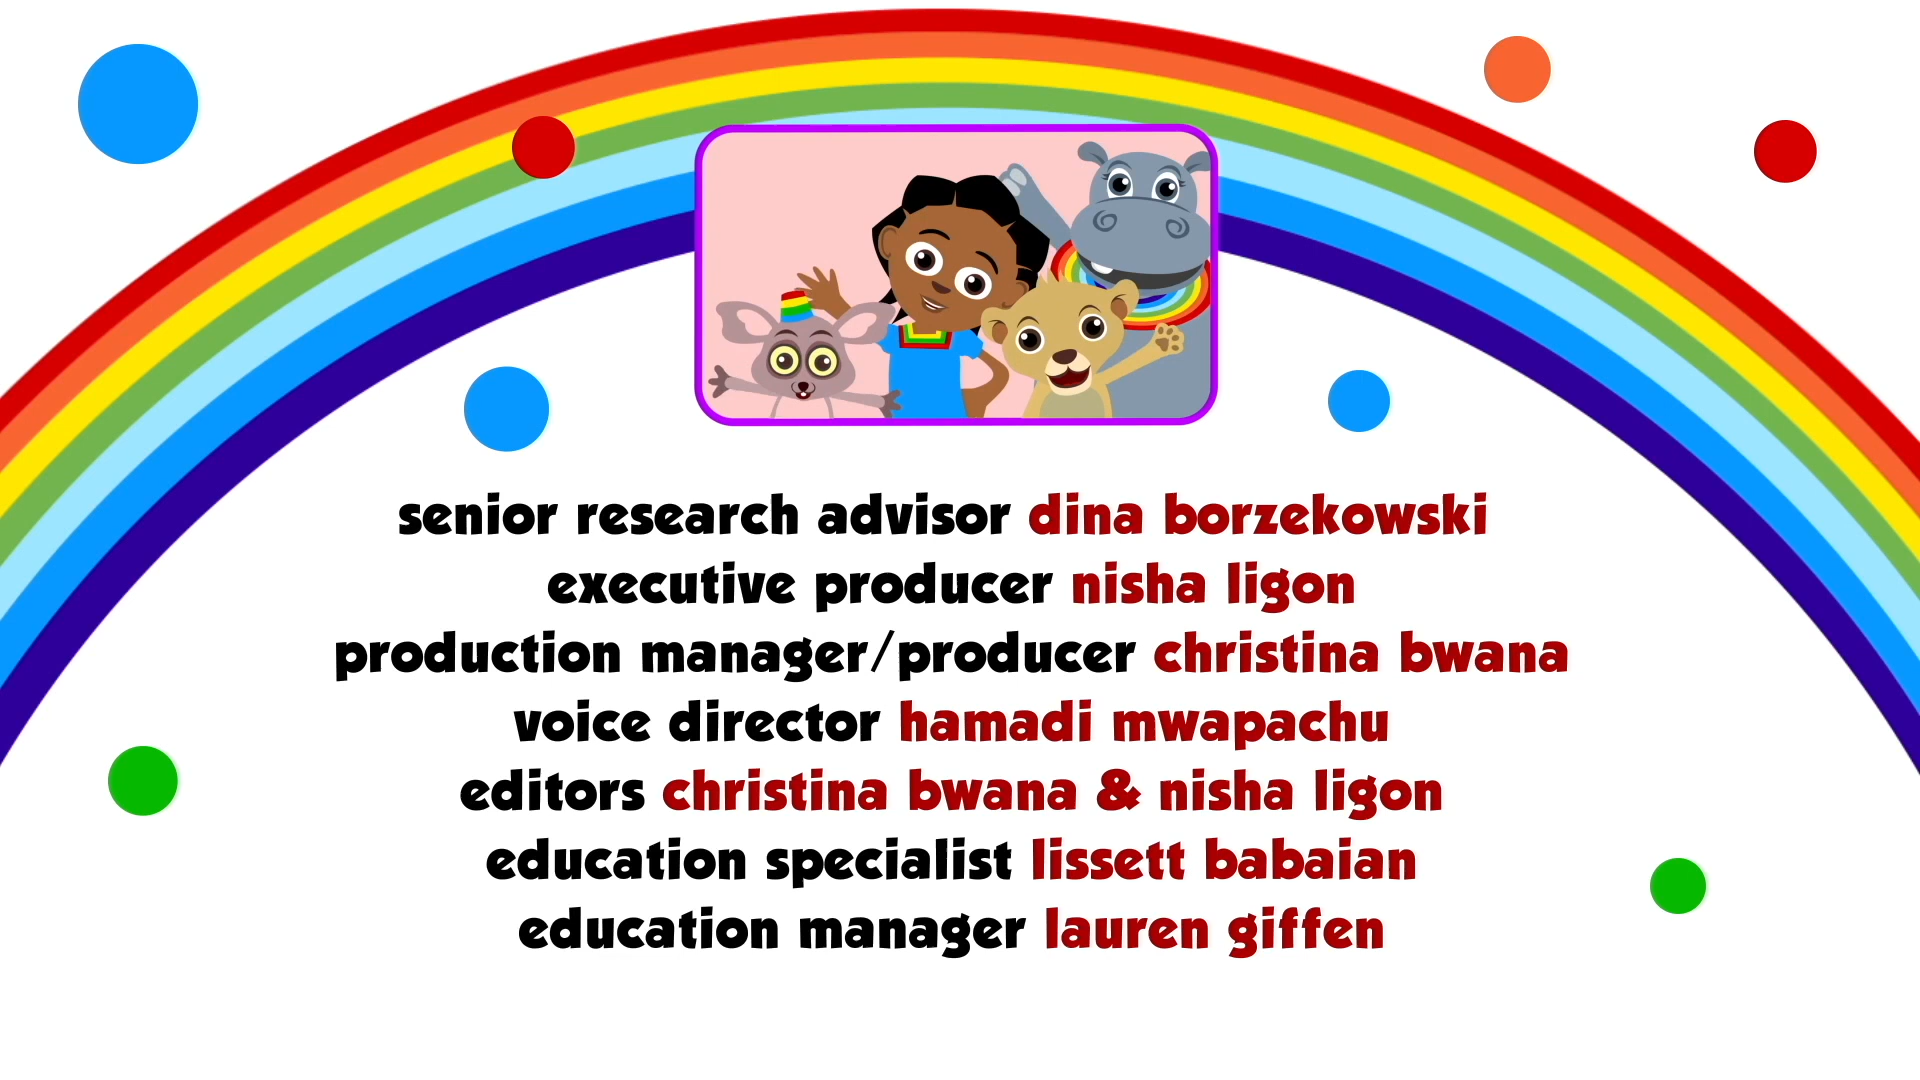 senior research advisor dina borzekowski
executive producer nisha ligon
production manager/producer christina bwana
voice director hamadi mwapachu
editors christina bwana & nisha ligon
education specialist lissett babaian
education manager lauren giffen